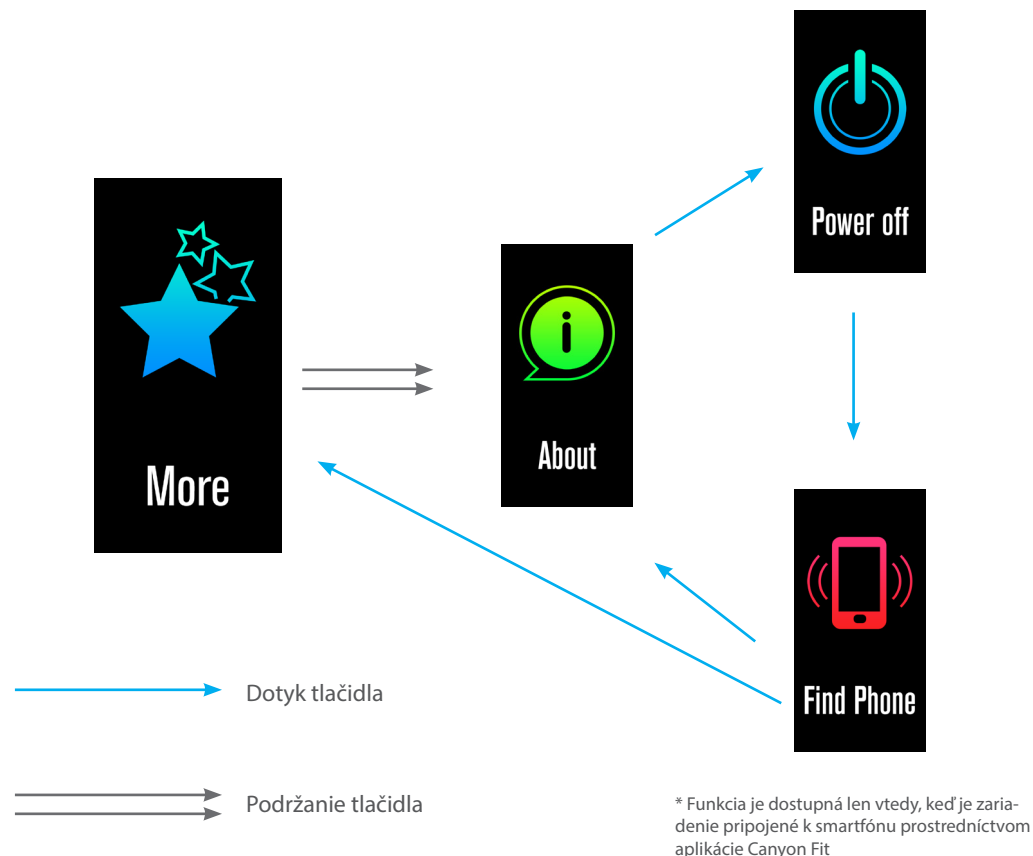 Power off
More
About
Find Phone
Dotyk tlačidla
Podržanie tlačidla
* Funkcia je dostupná len vtedy, keď je zaria-
denie pripojené k smartfónu prostredníctvom
aplikácie Canyon Fit